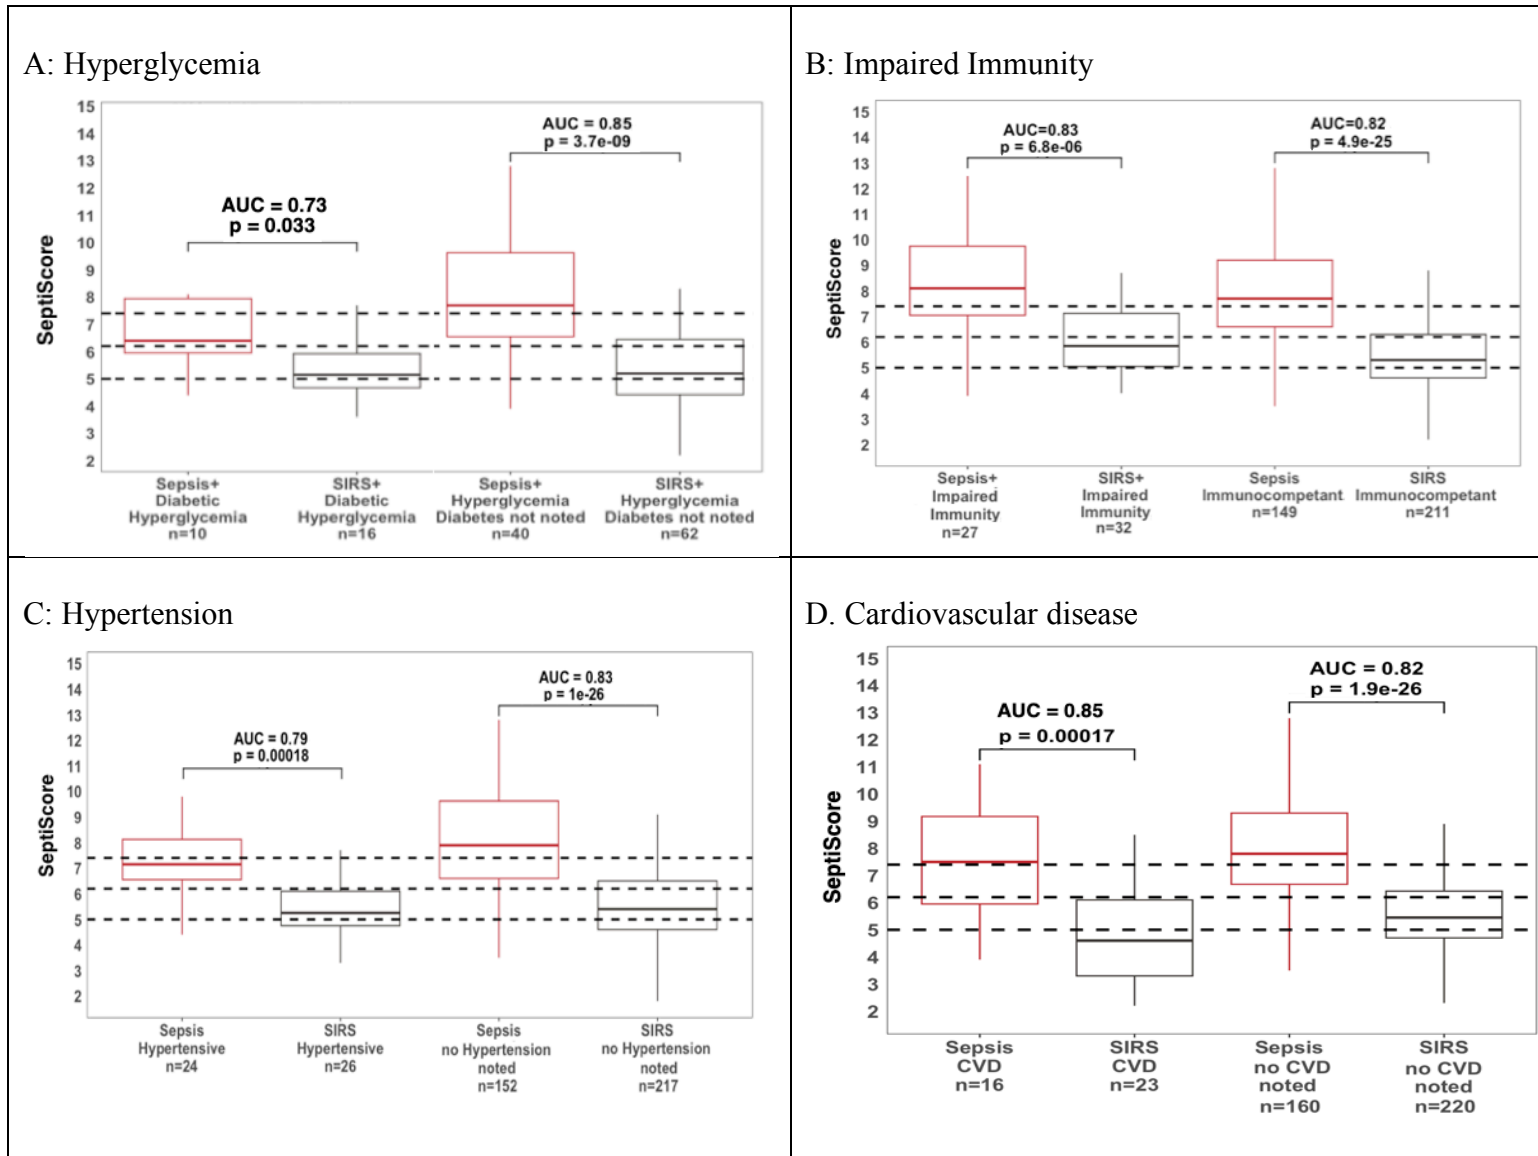 A: Hyperglycemia
SeptiScore
15
14
13
12
11
10
9
8
7
6
5
4
3
2
AUC = 0.73
p = 0.033
AUC = 0.85
p = 3.7e-09
Sepsis+
Diabetic
Hyperglycemia
n=10
SIRS+
Diabetic
Hyperglycemia
n=16
Sepsis+
Hyperglycemia
Diabetes not noted
n=40
SIRS+
Hyperglycemia
Diabetes not noted
n=62
B: Impaired Immunity
SeptiScore
15
14
13
12
11
10
9
8
7
6
5
4
3
2
AUC=0.83
p = 6.8e-06
AUC=0.82
p = 4.9e-25
Sepsis+
Impaired
Immunity
n=27
SIRS+
Impaired
Immunity
n=32
Sepsis
Immunocompetant
n=149
SIRS
Immunocompetant
n=211
C: Hypertension
SeptiScore
15
14
13
12
11
10
9
8
7
6
5
4
3
2
AUC = 0.79
p = 0.00018
AUC = 0.83
p = 1e-26
Sepsis
Hypertensive
n=24
SIRS
Hypertensive
n=26
Sepsis
no Hypertension
noted
n=152
SIRS
no Hypertension
noted
n=217
D. Cardiovascular disease
SeptiScore
15
14
13
12
11
10
9
8
7
6
5
4
3
2
AUC = 0.85
p = 0.00017
AUC = 0.82
p = 1.9e-26
Sepsis
CVD
n=16
SIRS
CVD
n=23
Sepsis
no CVD
noted
n=160
SIRS
no CVD
noted
n=220